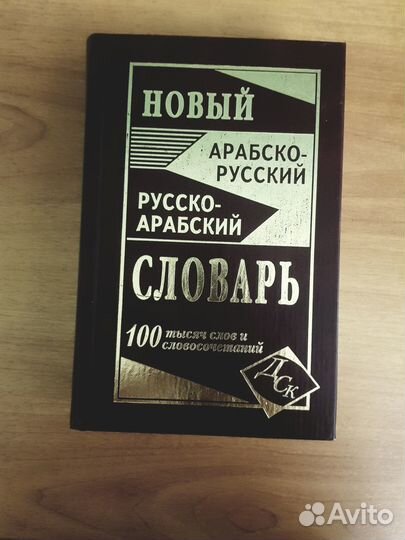 НОВЫЙ
АРАБСКО-
РУССКИЙ
РУССКО-
АРАБСКИЙ
СЛОВАРЬ
100 тысяч слов и
словосочетаний
ДСК
Avito